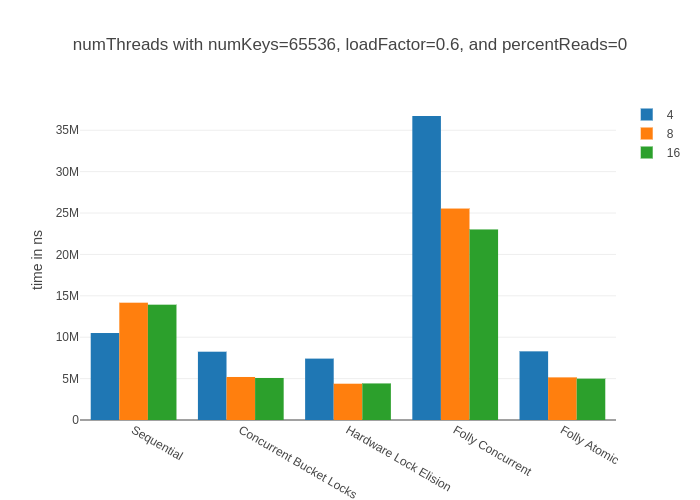 numThreads with numKeys=65536, loadFactor=0.6, and percentReads=0
4
8
16
time in ns
35M
30M
25M
20M
15M
10M
5M
0
Sequential
Concurrent Bucket Locks
Hardware Lock Elision
Folly Concurrent
Folly Atomic